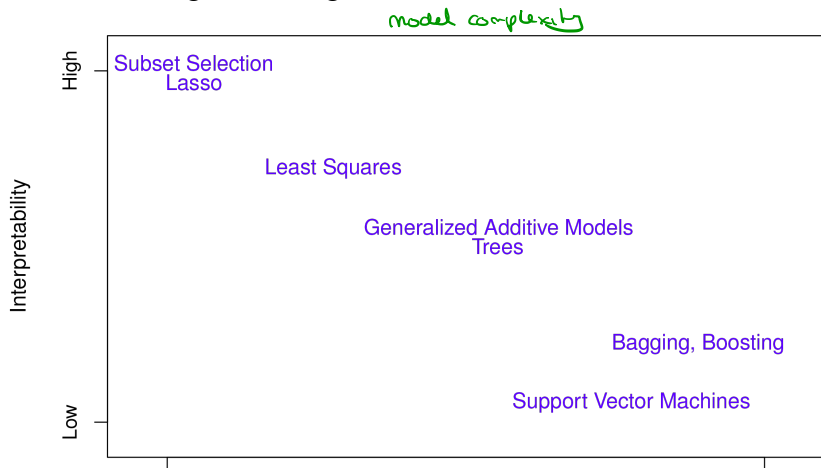 model complexity
High
Subset Selection
Lasso
Least Squares
Interpretability
Generalized Additive Models
Trees
Bagging, Boosting
Support Vector Machines
Low